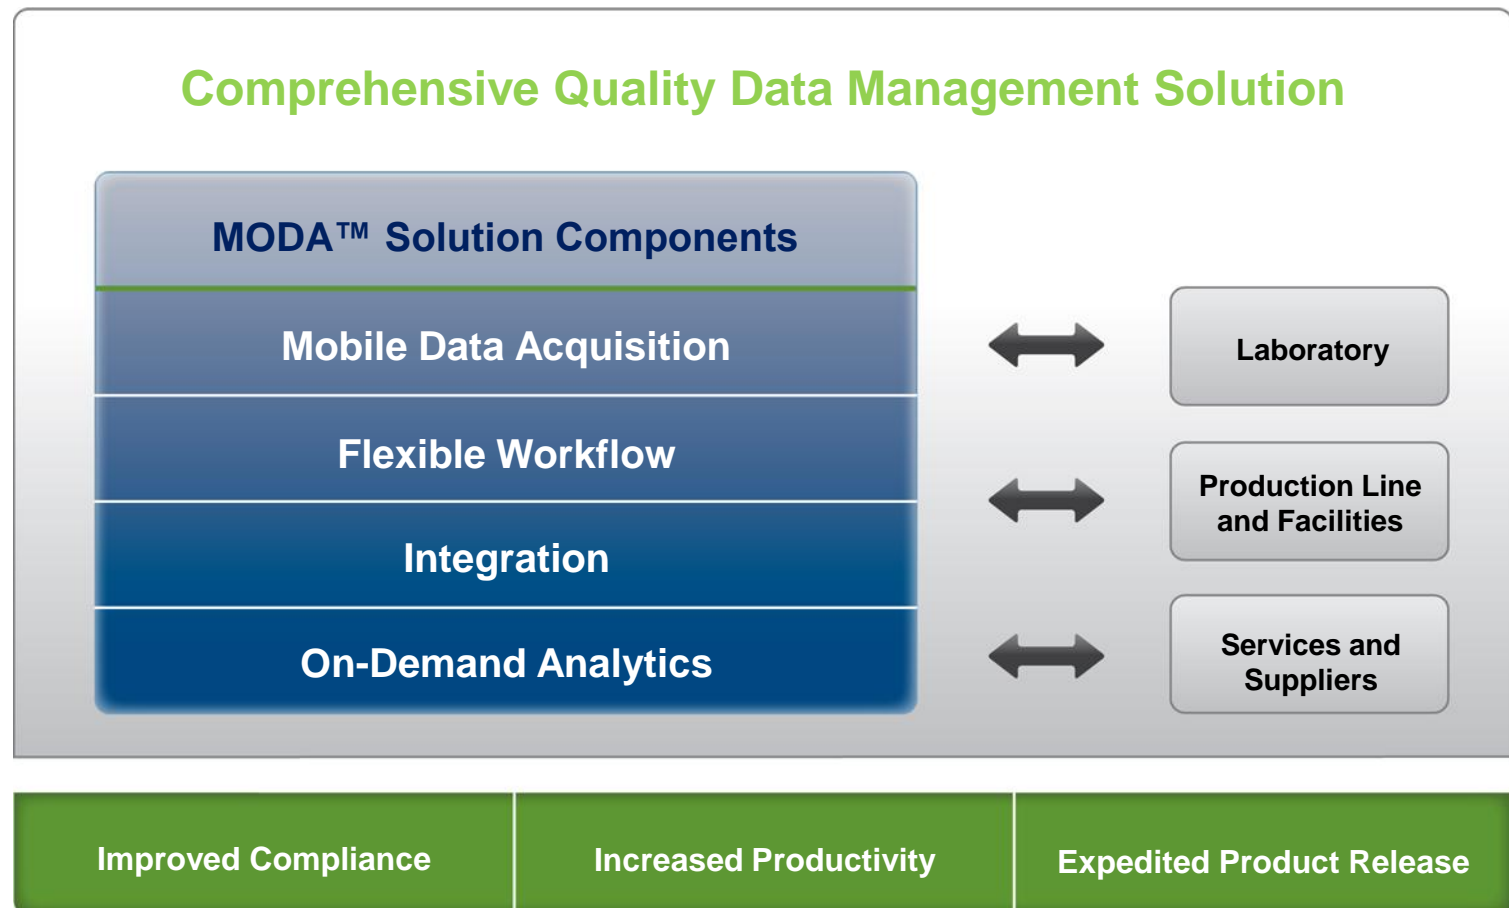 Comprehensive Quality Data Management Solution
MODA™ Solution Components
Mobile Data Acquisition
Flexible Workflow
Integration
On-Demand Analytics
Laboratory
Production Line
and Facilities
Services and
Suppliers
Improved Compliance
Increased Productivity
Expedited Product Release